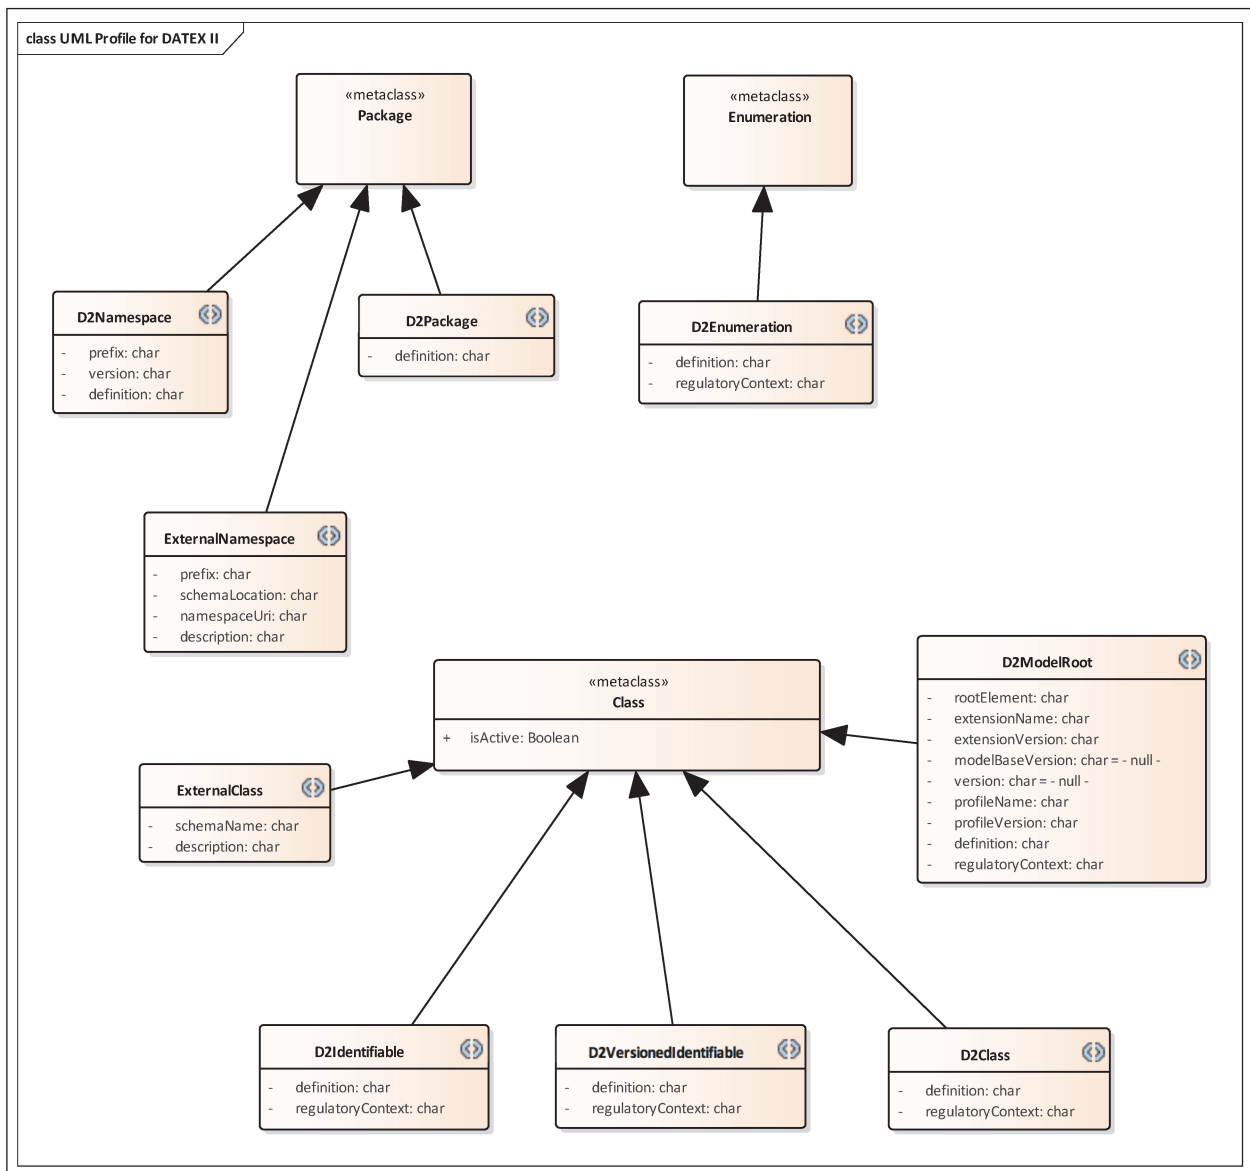 class UML Profile for DATEX II
«metaclass»
Package
«metaclass»
Enumeration
D2Namespace
- prefix: char
- version: char
- definition: char
D2Package
- definition: char
D2Enumeration
- definition: char
- regulatoryContext: char
ExternalNamespace
- prefix: char
- schemaLocation: char
- namespaceUri: char
- description: char
«metaclass»
Class
+ isActive: Boolean
D2ModelRoot
- rootElement: char
- extensionName: char
- extensionVersion: char
- modelBaseVersion: char = - null -
- version: char = - null -
- profileName: char
- profileVersion: char
- definition: char
- regulatoryContext: char
ExternalClass
- schemaName: char
- description: char
D2Identifiable
- definition: char
- regulatoryContext: char
D2VersionedIdentifiable
- definition: char
- regulatoryContext: char
D2Class
- definition: char
- regulatoryContext: char